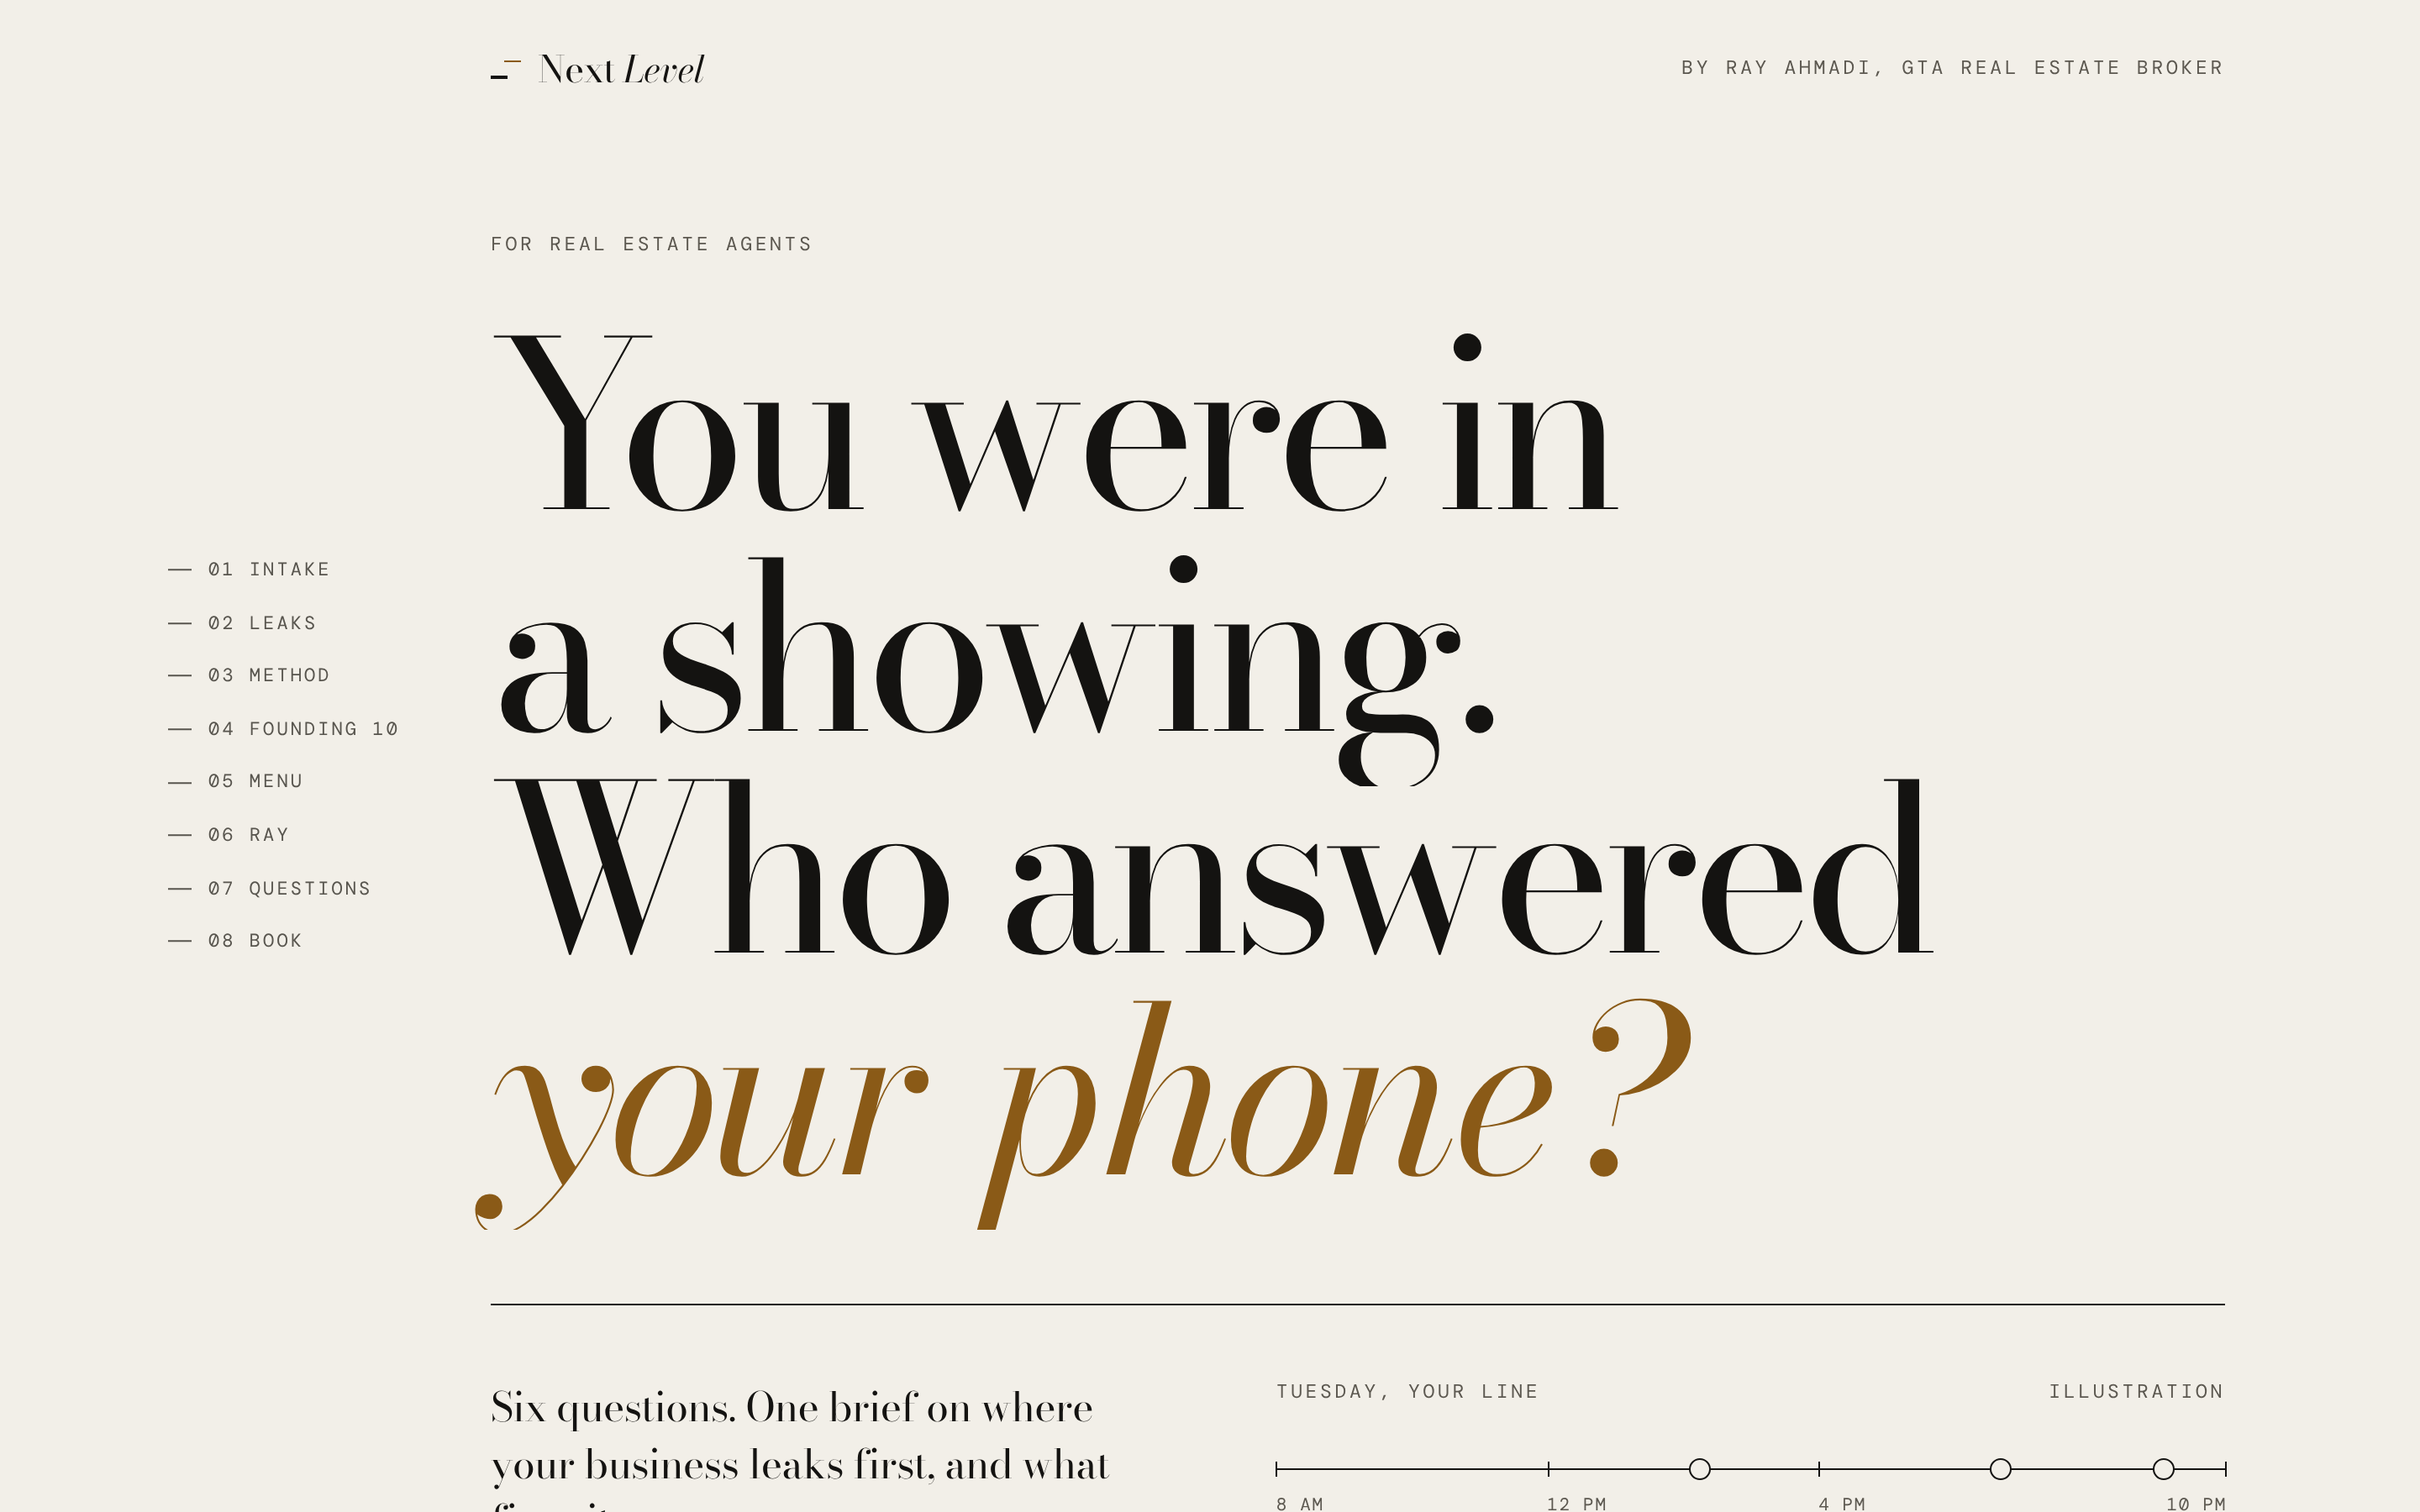 Next Level
BY RAY AHMADI, GTA REAL ESTATE BROKER
FOR REAL ESTATE AGENTS
You were in
a showing.
Who answered
your phone?
01 INTAKE
02 LEAKS
03 METHOD
04 FOUNDING 10
05 MENU
06 RAY
07 QUESTIONS
08 BOOK
Six questions. One brief on where
your business leaks first, and what
TUESDAY, YOUR LINE
ILLUSTRATION
8 AM
12 PM
4 PM
10 PM